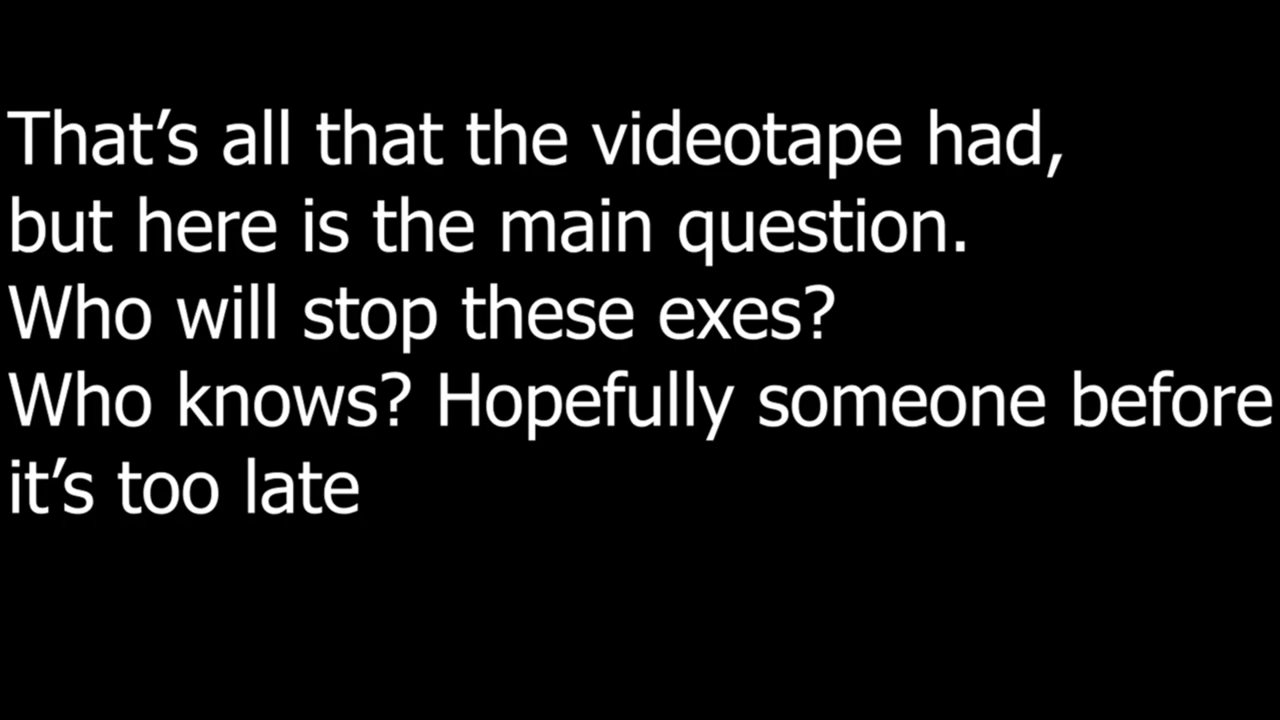 That’s all that the videotape had,
but here is the main question.
Who will stop these exes?
Who knows? Hopefully someone before
it’s too late